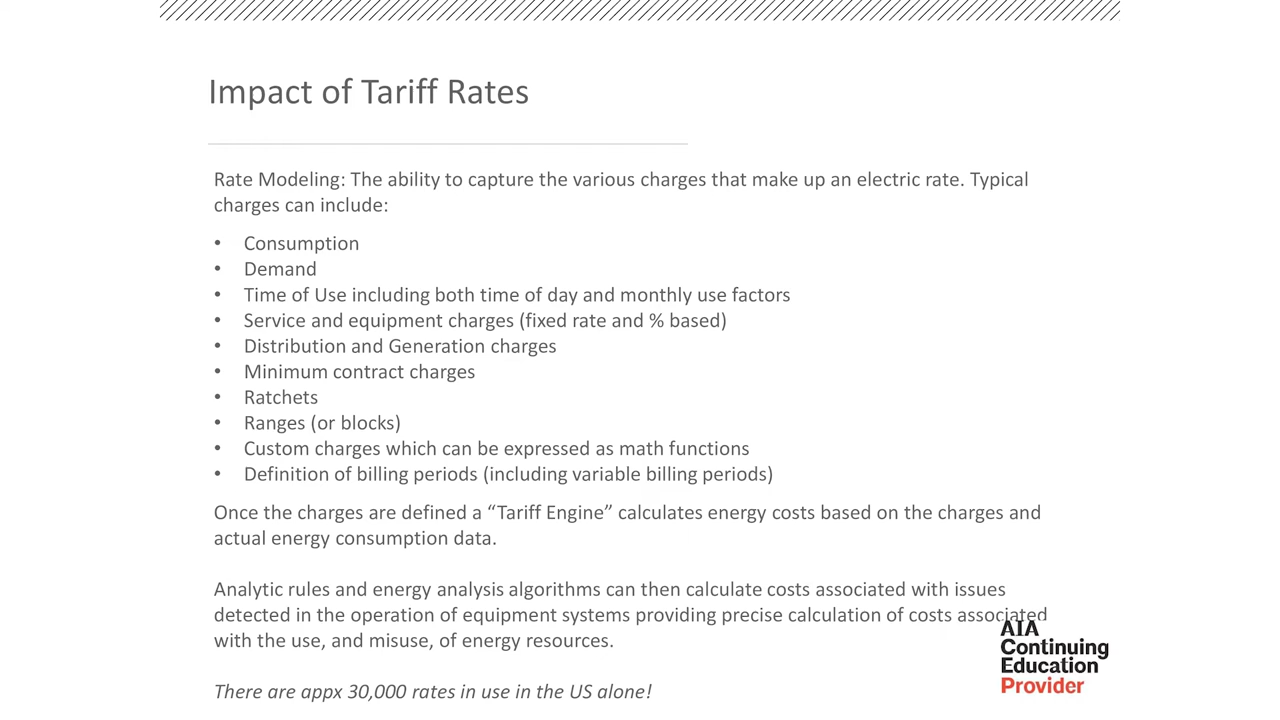 Impact of Tariff Rates
Rate Modeling: The ability to capture the various charges that make up an electric rate. Typical
charges can include:
• Consumption
• Demand
• Time of Use including both time of day and monthly use factors
• Service and equipment charges (fixed rate and % based)
• Distribution and Generation charges
• Minimum contract charges
• Ratchets
• Ranges (or blocks)
• Custom charges which can be expressed as math functions
• Definition of billing periods (including variable billing periods)
Once the charges are defined a “Tariff Engine” calculates energy costs based on the charges and
actual energy consumption data.
Analytic rules and energy analysis algorithms can then calculate costs associated with issues
detected in the operation of equipment systems providing precise calculation of costs associated
with the use, and misuse, of energy resources.
There are appx 30,000 rates in use in the US alone!
AIA
Continuing
Education
Provider